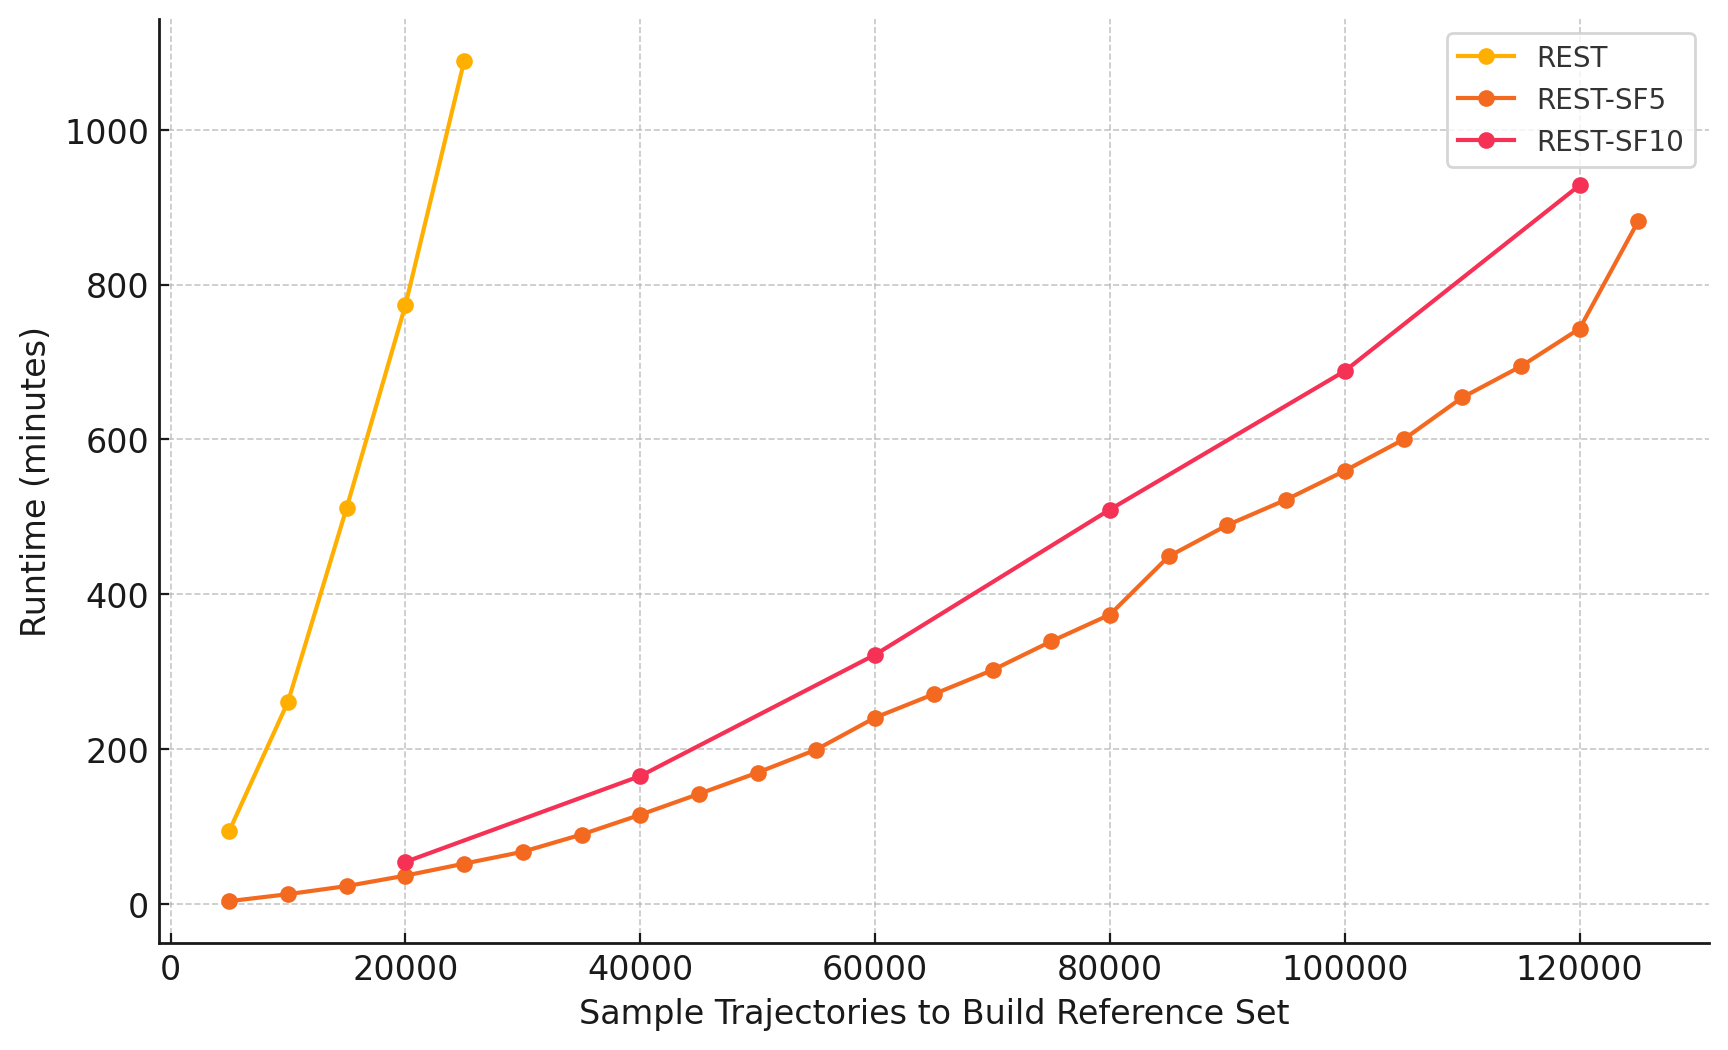 REST
REST-SF5
REST-SF10
1000
800
600
400
200
0
Runtime (minutes)
0 20000 40000 60000 80000 100000 120000
Sample Trajectories to Build Reference Set